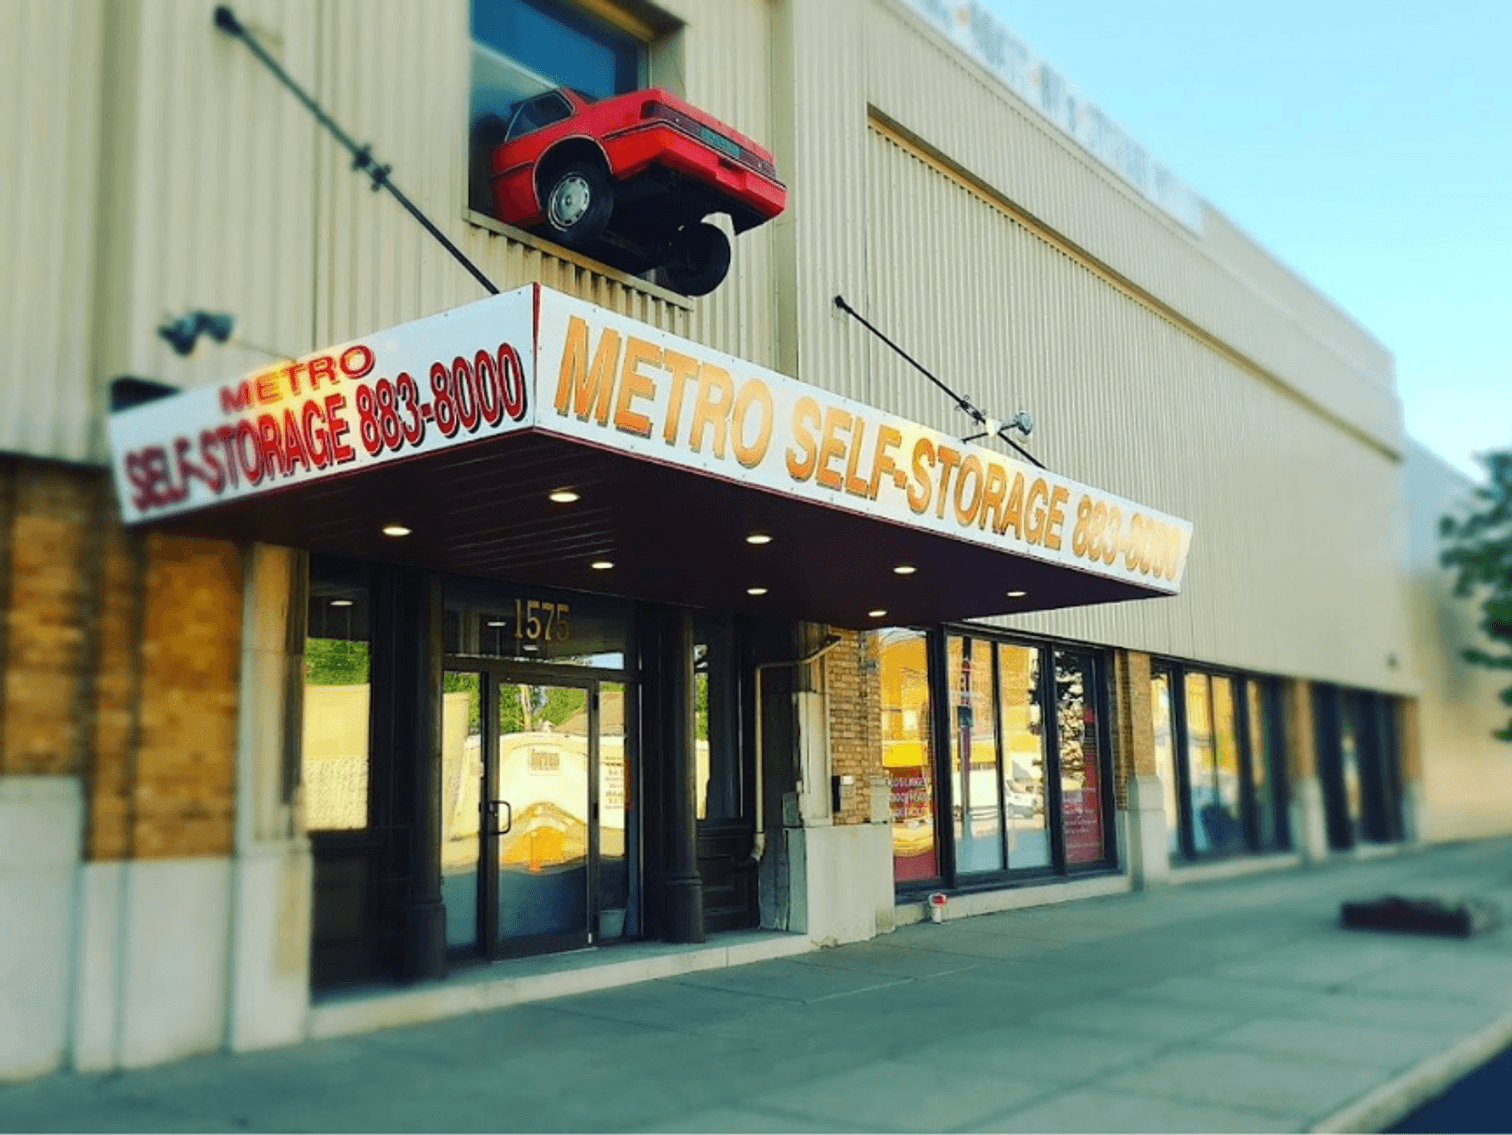 METRO
SELF-STORAGE 883-8000
METRO SELF-STORAGE 883-8000
1575